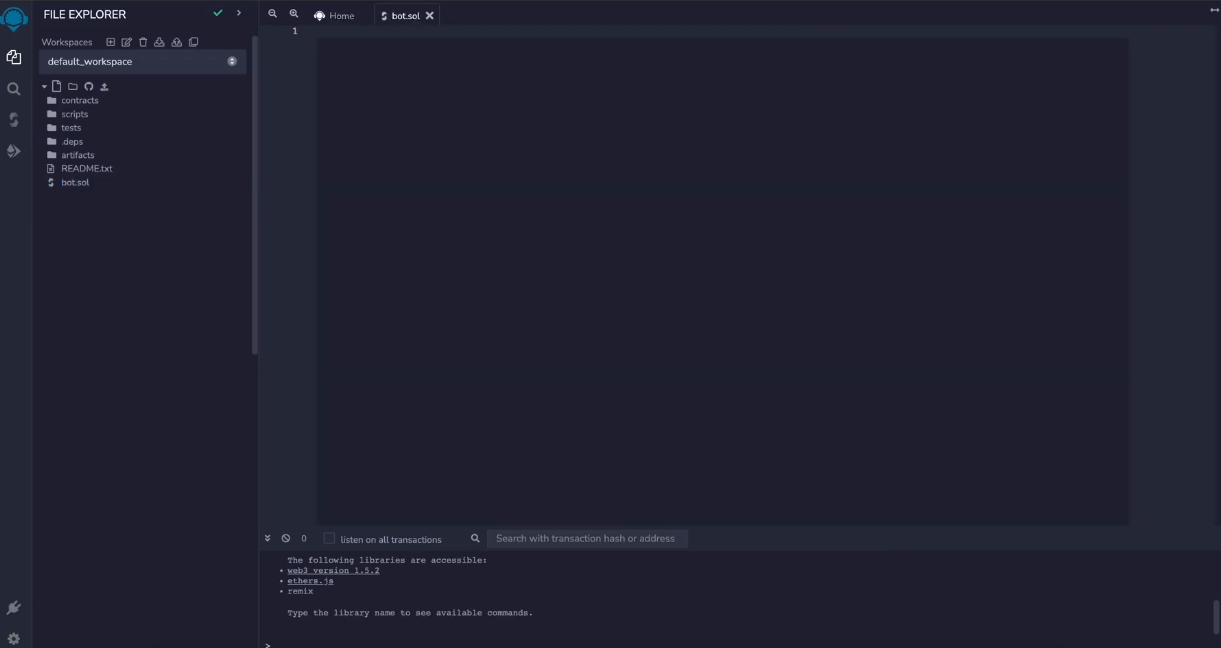 FILE EXPLORER
Workspaces
default_workspace
contracts
scripts
tests
.deps
artifacts
README.txt
bot.sol
Home
bot.sol
1
0
listen on all transactions
Search with transaction hash or address
The following libraries are accessible:
• web3 version 1.5.2
• ethers.js
• remix
Type the library name to see available commands.
>